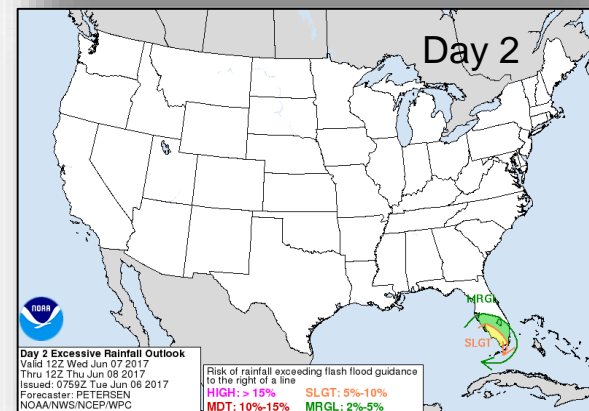 Day 2
MRGL
SLGT
NOAA
Day 2 Excessive Rainfall Outlook
Valid 12Z Wed Jun 07 2017
Thru 12Z Thu Jun 08 2017
Issued: 0759Z Tue Jun 06 2017
Forecaster: PETERSEN
NOAA/NWS/NCEP/WPC
Risk of rainfall exceeding flash flood guidance
to the right of a line
HIGH: > 15% SLGT: 5%-10%
MDT: 10%-15% MRGL: 2%-5%